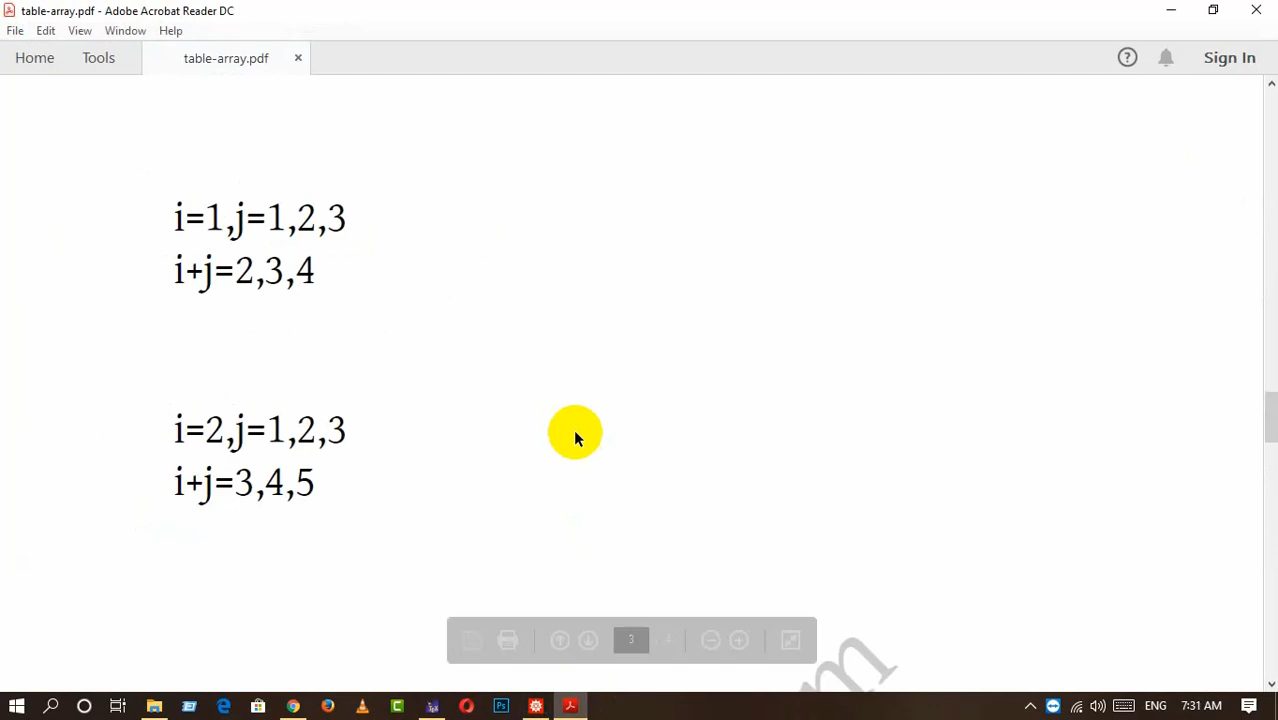 table-array.pdf - Adobe Acrobat Reader DC
File Edit View Window Help
Home Tools table-array.pdf × Sign In
i=1,j=1,2,3
i+j=2,3,4
i=2,j=1,2,3
i+j=3,4,5
3 / 4
m
ENG 7:31 AM